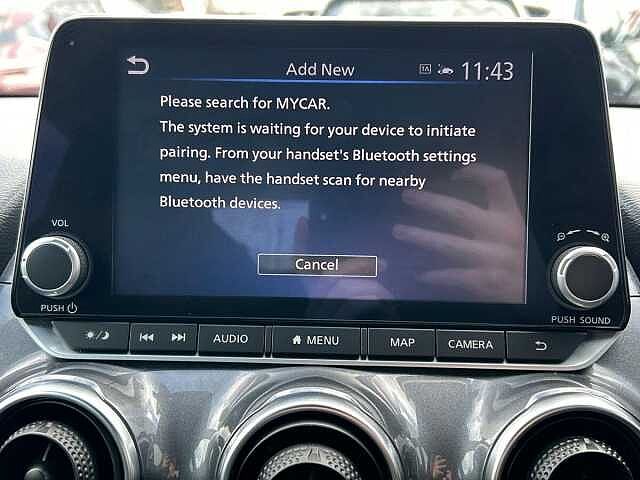 Add New
1A
11:43
Please search for MYCAR.
The system is waiting for your device to initiate
pairing. From your handset's Bluetooth settings
menu, have the handset scan for nearby
Bluetooth devices.
Cancel
VOL
PUSH
PUSH SOUND
AUDIO
MENU
MAP
CAMERA